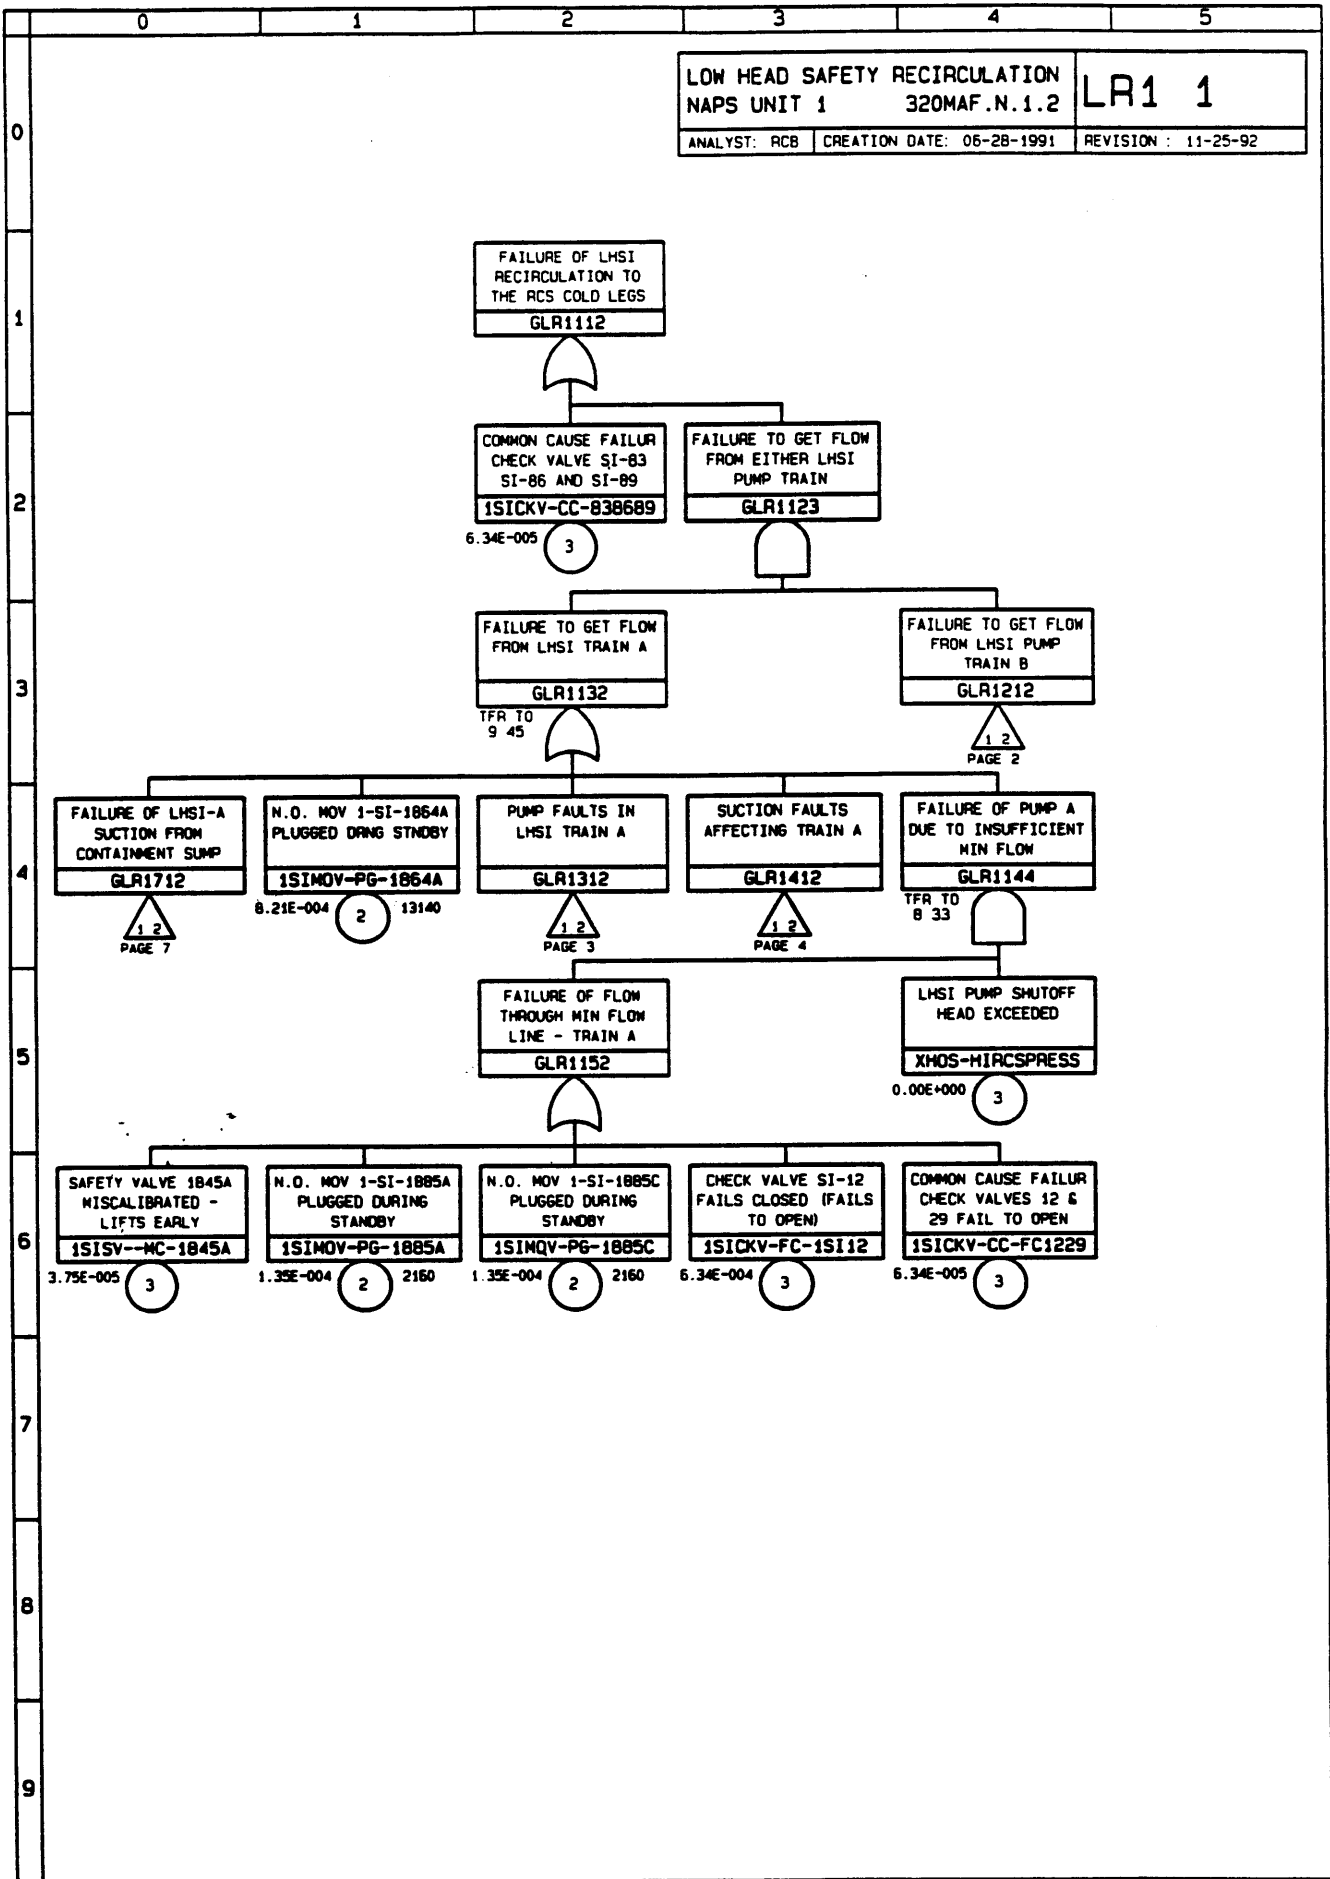 0 1 2 3 4 5
LOW HEAD SAFETY RECIRCULATION
NAPS UNIT 1 320MAF.N.1.2
LR1 1
ANALYST: RCB CREATION DATE: 06-28-1991 REVISION : 11-25-92
0
FAILURE OF LHSI
RECIRCULATION TO
THE RCS COLD LEGS
GLR1112
1
COMMON CAUSE FAILUR
CHECK VALVE SI-83
SI-86 AND SI-89
1SICKV-CC-838689
6.34E-005 3
FAILURE TO GET FLOW
FROM EITHER LHSI
PUMP TRAIN
GLR1123
2
FAILURE TO GET FLOW
FROM LHSI TRAIN A
GLR1132
TFR TO
9 45
FAILURE TO GET FLOW
FROM LHSI PUMP
TRAIN B
GLR1212
1 2
PAGE 2
3
FAILURE OF LHSI-A
SUCTION FROM
CONTAINMENT SUMP
GLR1712
1 2
PAGE 7
N.O. MOV 1-SI-1864A
PLUGGED DRNG STNDBY
1SIMOV-PG-1864A
8.21E-004 2 13140
PUMP FAULTS IN
LHSI TRAIN A
GLR1312
1 2
PAGE 3
SUCTION FAULTS
AFFECTING TRAIN A
GLR1412
1 2
PAGE 4
FAILURE OF PUMP A
DUE TO INSUFFICIENT
MIN FLOW
GLR1144
TFR TO
8 33
4
FAILURE OF FLOW
THROUGH MIN FLOW
LINE - TRAIN A
GLR1152
LHSI PUMP SHUTOFF
HEAD EXCEEDED
XHOS-HIRCSPRESS
0.00E+000 3
5
SAFETY VALVE 1845A
MISCALIBRATED -
LIFTS EARLY
1SISV--MC-1845A
3.75E-005 3
N.O. MOV 1-SI-1885A
PLUGGED DURING
STANDBY
1SIMOV-PG-1885A
1.35E-004 2 2160
N.O. MOV 1-SI-1885C
PLUGGED DURING
STANDBY
1SIMOV-PG-1885C
1.35E-004 2 2160
CHECK VALVE SI-12
FAILS CLOSED (FAILS
TO OPEN)
1SICKV-FC-1SI12
6.34E-004 3
COMMON CAUSE FAILUR
CHECK VALVES 12 &
29 FAIL TO OPEN
1SICKV-CC-FC1229
6.34E-005 3
6
7
8
9